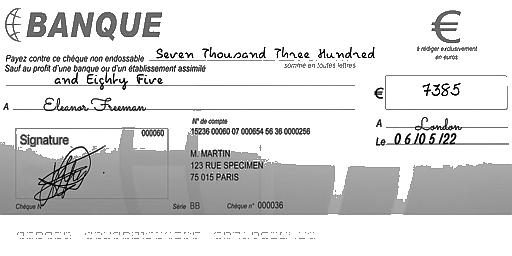 BANQUE
€
à rédiger exclusivement
en euros
Payez contre ce chèque non endossable Seven Thousand Three Hundred
Sauf au profit d'une banque ou d'un établissement assimilé
somme en toutes lettres
and Eighty Five
€ 7385
A Eleanor Freeman
A London
Le 06/05/22
N° de compte
000060
15236 00060 07 000654 56 36 0000256
Signature
M. MARTIN
123 RUE SPECIMEN
75 015 PARIS
Chèque N°
Série BB
Chèque n° 000036